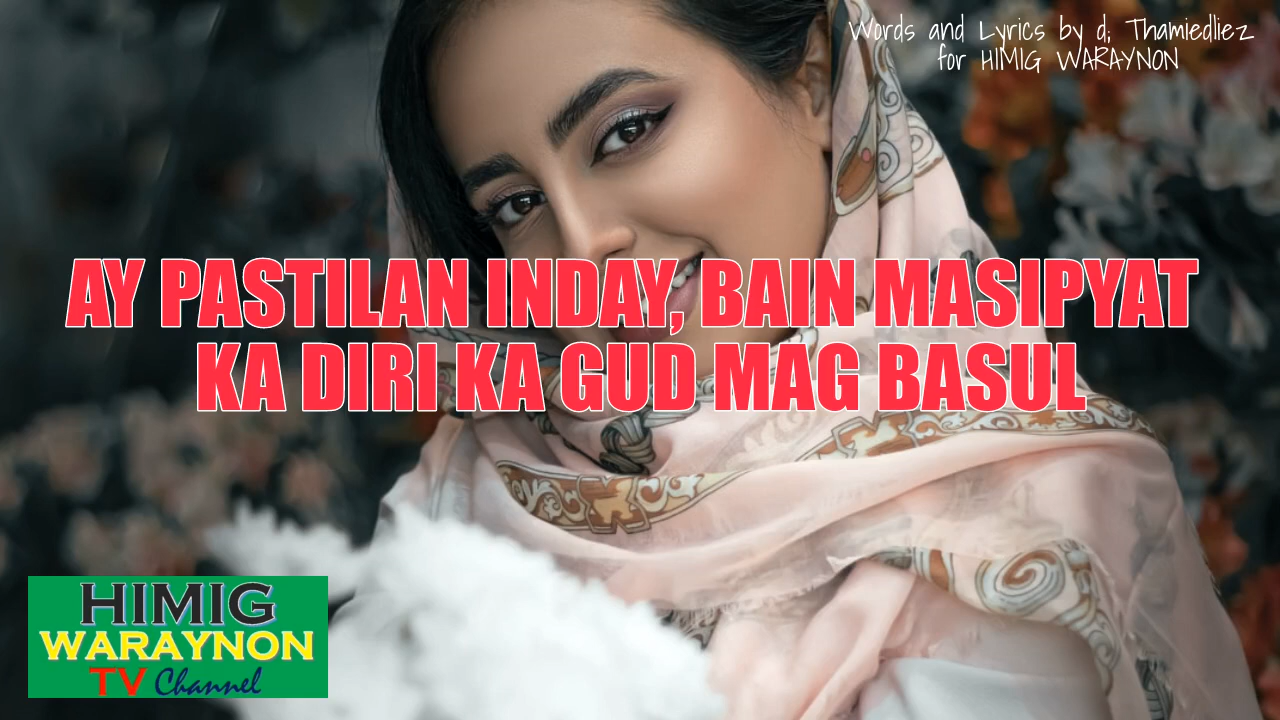 Words and Lyrics by d; Thamiedliez
for HIMIG WARAYNON
AY PASTILAN INDAY, BAIN MASIPYAT
KA DIRI KA GUD MAG BASUL
HIMIG
WARAYNON
TV Channel